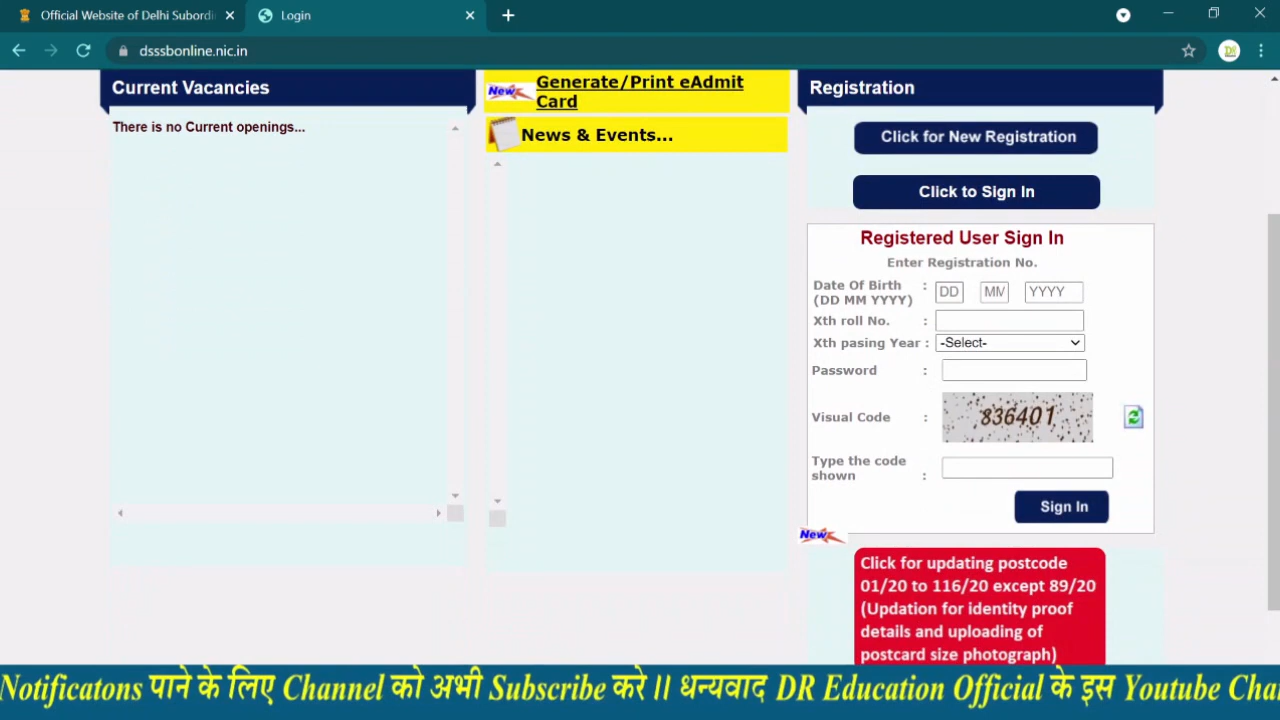 Official Website of Delhi Subordi
Login
dsssbonline.nic.in
Current Vacancies
There is no Current openings...
New
Generate/Print eAdmit
Card
News & Events...
Registration
Click for New Registration
Click to Sign In
Registered User Sign In
Enter Registration No.
Date Of Birth :
(DD MM YYYY)
DD MM YYYY
Xth roll No. :
Xth pasing Year : -Select-
Password :
Visual Code : 836401
Type the code
shown :
Sign In
New
Click for updating postcode
01/20 to 116/20 except 89/20
(Updation for identity proof
details and uploading of
postcard size photograph)
Notificatons पाने के लिए Channel को अभी Subscribe करे ।। धन्यवाद DR Education Official के इस Youtube Cha